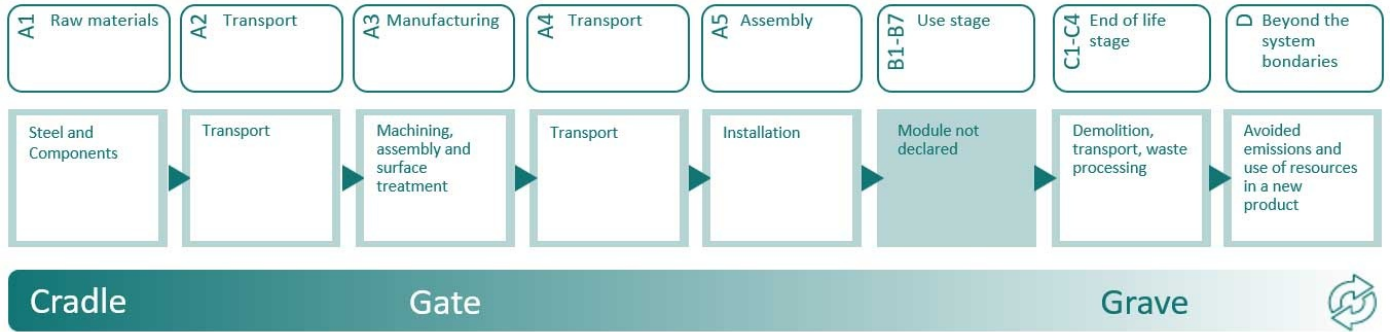 A1 Raw materials
A2 Transport
A3 Manufacturing
A4 Transport
A5 Assembly
B1-B7 Use stage
C1-C4 End of life
stage
D Beyond the
system
bondaries
Steel and
Components
Transport
Machining,
assembly and
surface
treatment
Transport
Installation
Module not
declared
Demolition,
transport, waste
processing
Avoided
emissions and
use of resources
in a new
product
Cradle
Gate
Grave